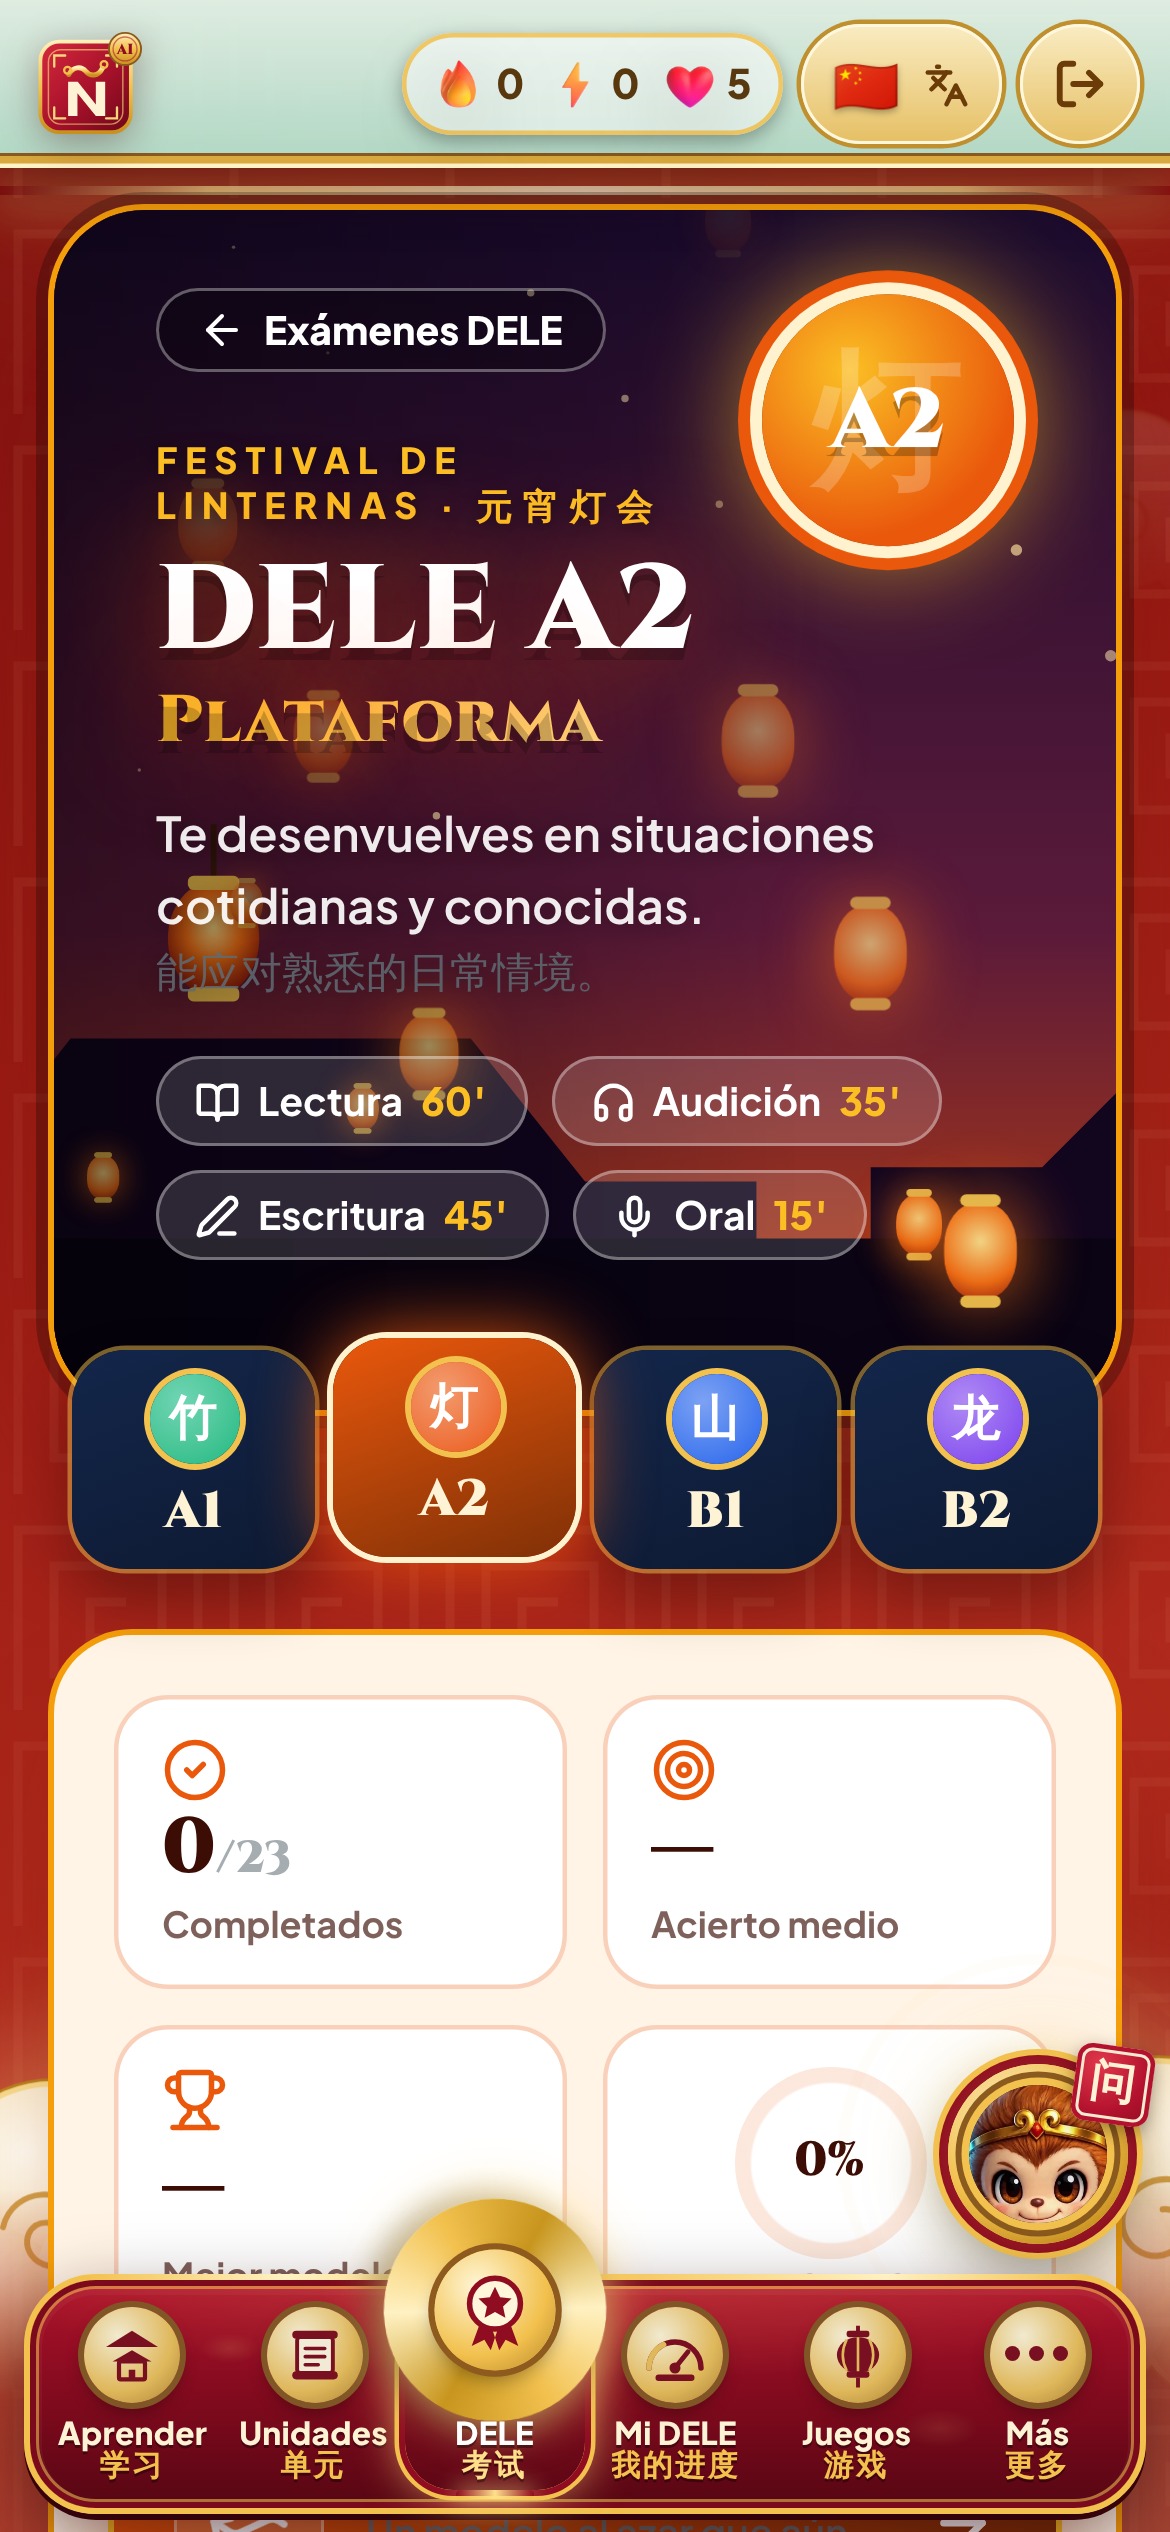 Ñ AI
0 0 5
文A
Exámenes DELE
灯
A2
FESTIVAL DE
LINTERNAS · 元宵灯会
DELE A2
PLATAFORMA
Te desenvuelves en situaciones
cotidianas y conocidas.
能应对熟悉的日常情境。
Lectura 60'
Audición 35'
Escritura 45'
Oral 15'
竹 灯 山 龙
A1 A2 B1 B2
0/23
Completados
—
Acierto medio
—
0%
问
Aprender Unidades DELE Mi DELE Juegos Más
学习 单元 考试 我的进度 游戏 更多